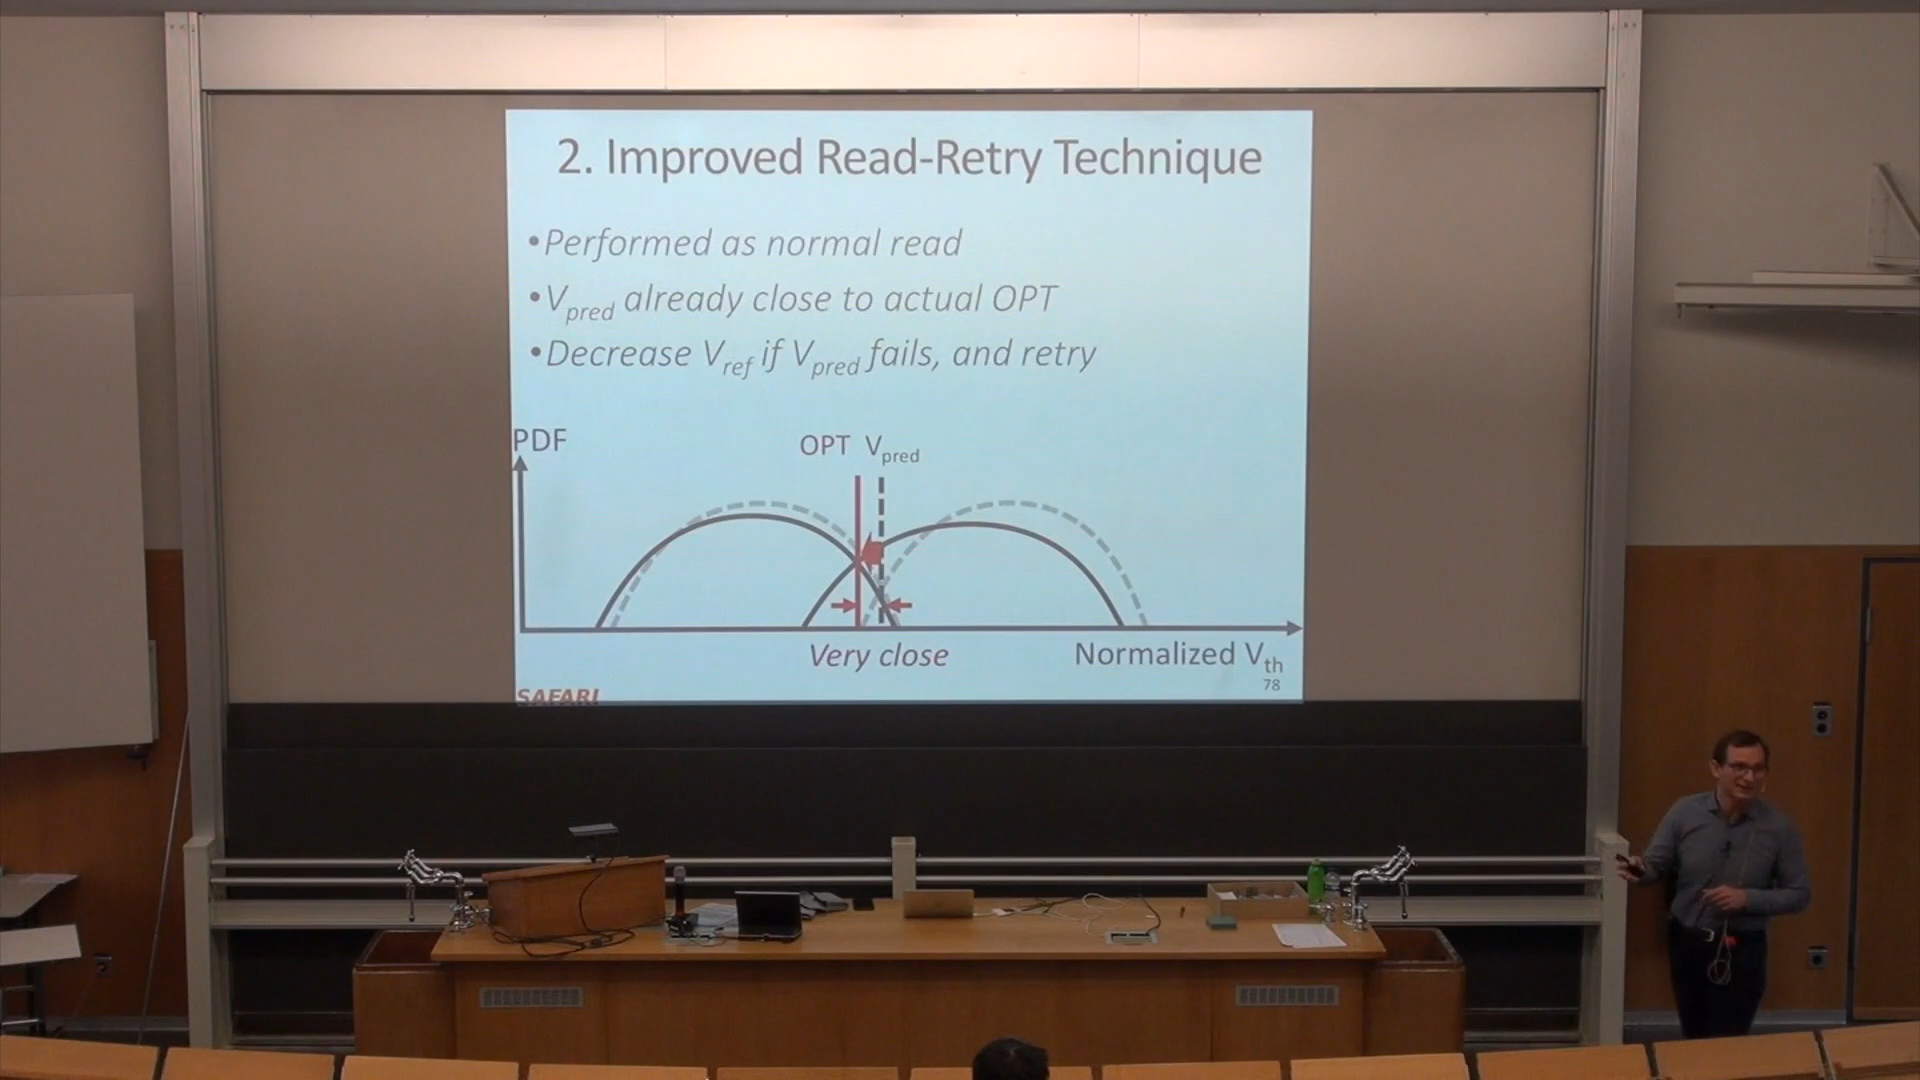 2. Improved Read-Retry Technique
•Performed as normal read
•Vpred already close to actual OPT
•Decrease Vref if Vpred fails, and retry
PDF
OPT Vpred
Very close
Normalized Vth
78
SAFARI